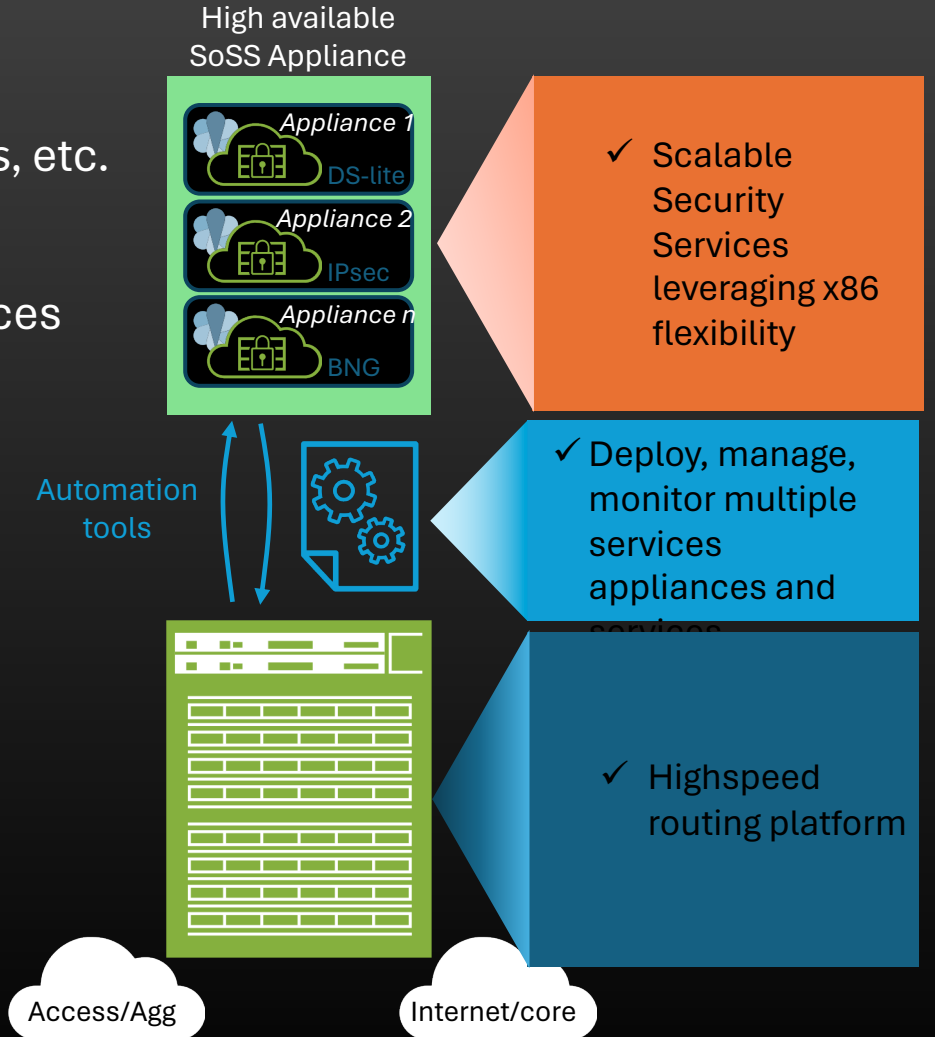 High available
SoSS Appliance
s, etc.
ces
Appliance 1
DS-lite
Appliance 2
IPsec
Appliance n
BNG
✓ Scalable
Security
Services
leveraging x86
flexibility
Automation
tools
✓ Deploy, manage,
monitor multiple
services
appliances and
services
✓ Highspeed
routing platform
Access/Agg
Internet/core